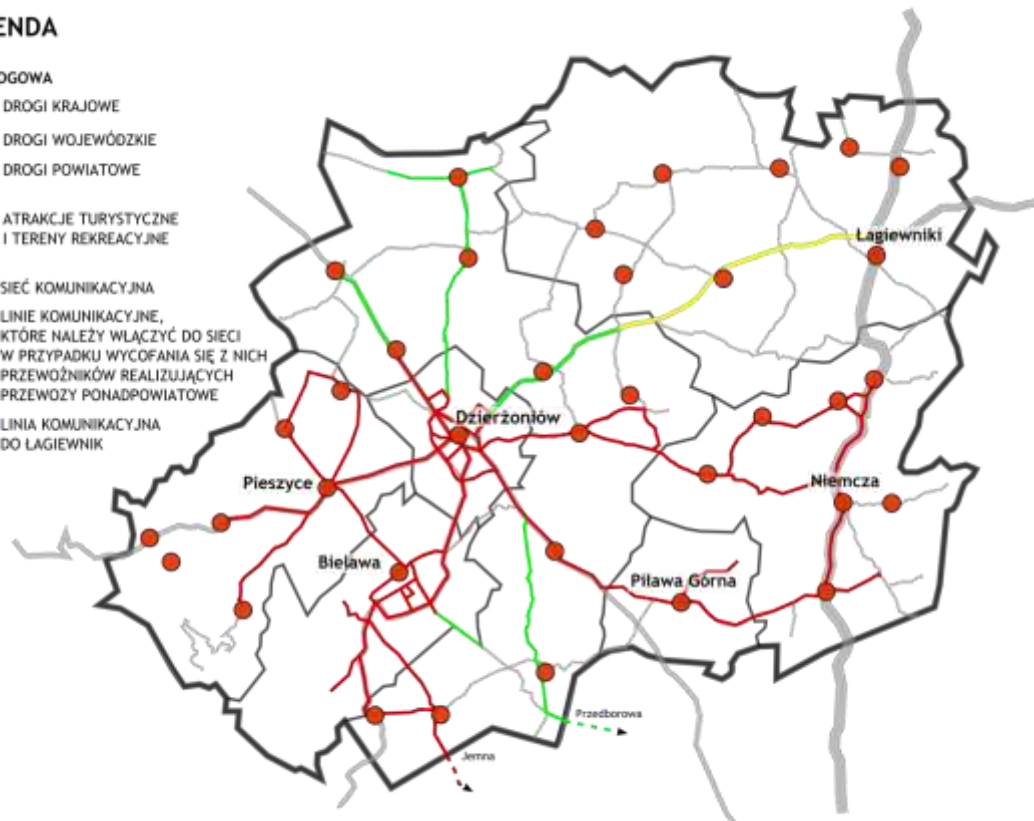 ENDA
OGOWA
DROGI KRAJOWE
DROGI WOJEWÓDZKIE
DROGI POWIATOWE
ATRAKCJE TURYSTYCZNE
I TERENY REKREACYJNE
SIEĆ KOMUNIKACYJNA
LINIE KOMUNIKACYJNE,
KTÓRE NALEŻY WŁĄCZYĆ DO SIECI
W PRZYPADKU WYCOFANIA SIĘ Z NICH
PRZEWOŹNIKÓW REALIZUJĄCYCH
PRZEWOZY PONADPOWIATOWE
LINIA KOMUNIKACYJNA
DO ŁAGIEWNIK
Łagiewniki
Dzierżoniów
Pieszyce
Niemcza
Bielawa
Piława Górna
Przedborowa
Jemna